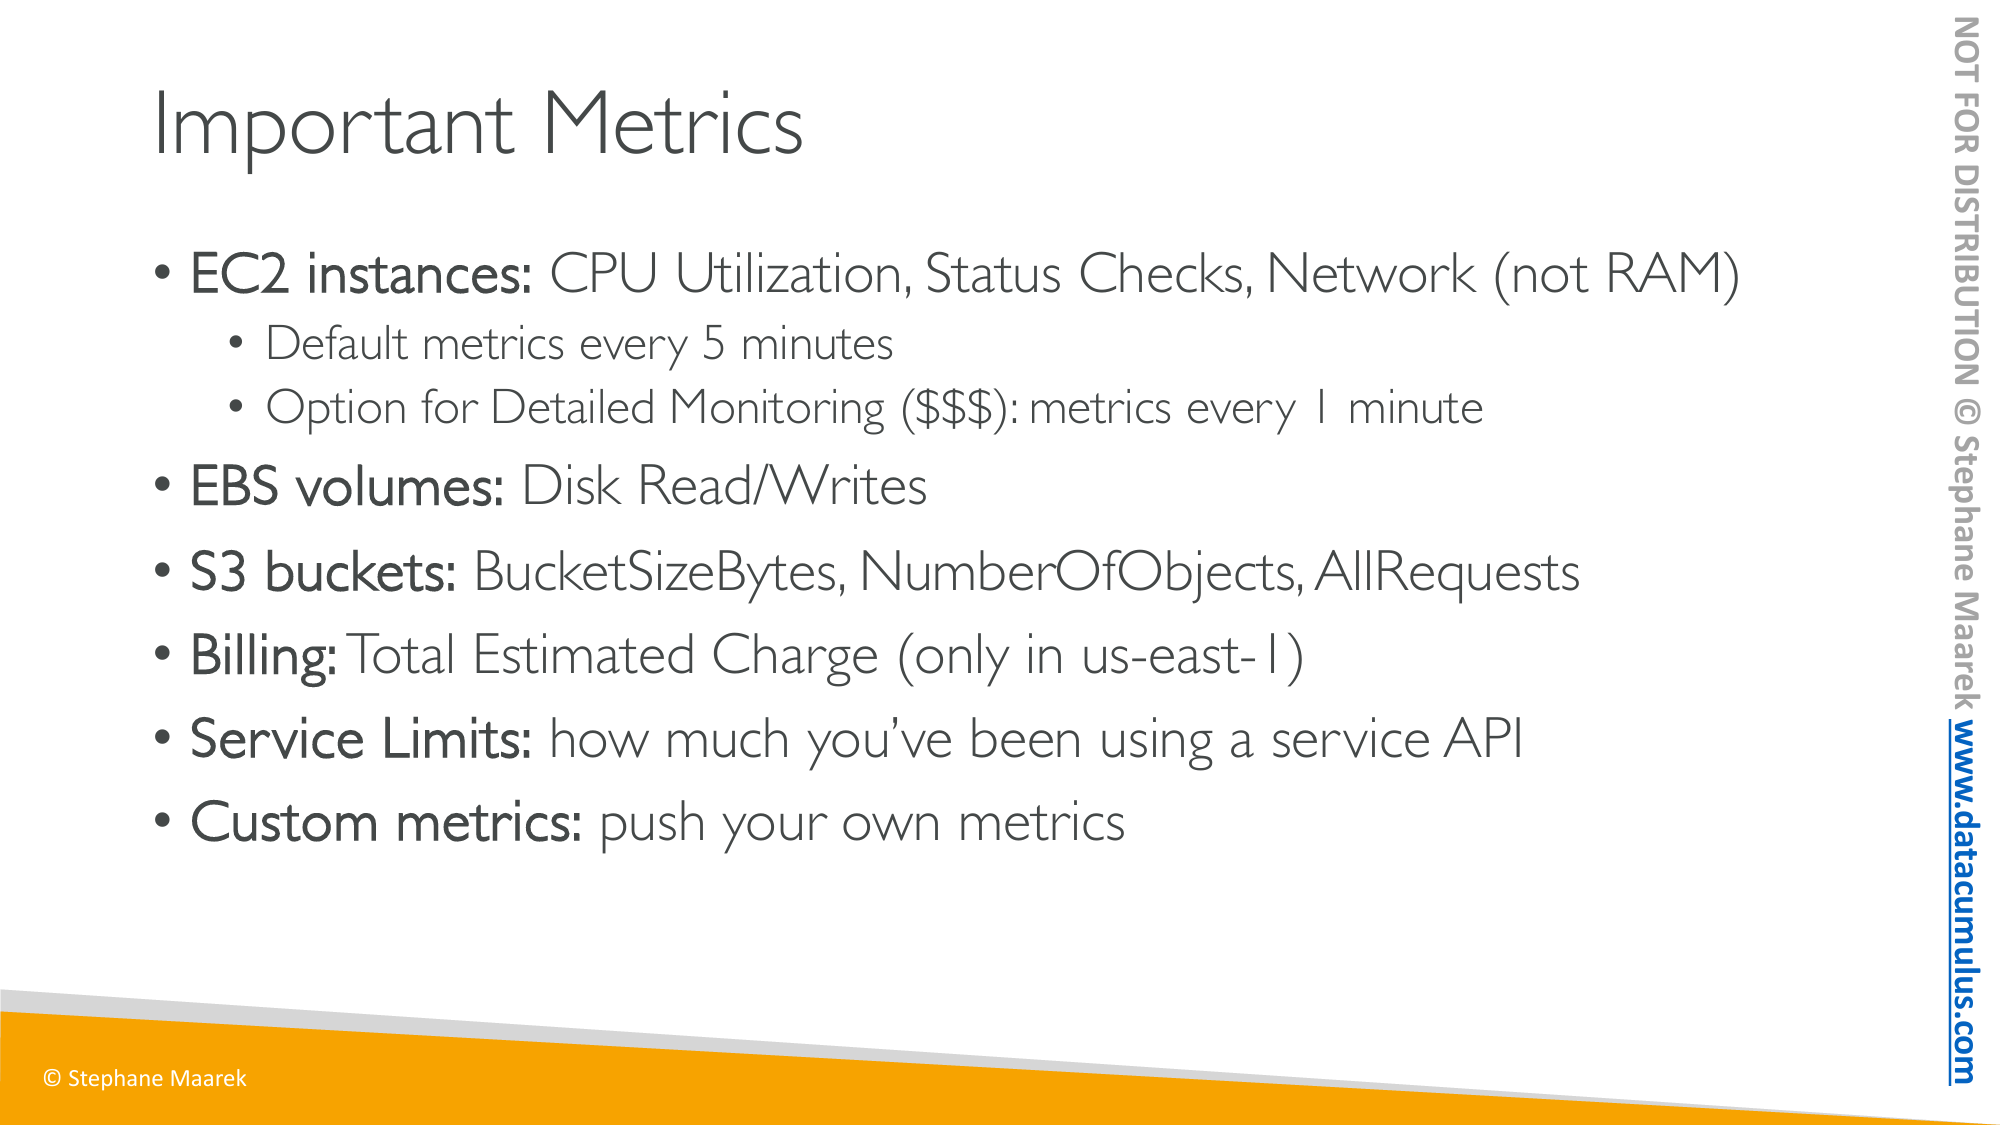 Important Metrics
• EC2 instances: CPU Utilization, Status Checks, Network (not RAM)
• Default metrics every 5 minutes
• Option for Detailed Monitoring ($$$): metrics every 1 minute
• EBS volumes: Disk Read/Writes
• S3 buckets: BucketSizeBytes, NumberOfObjects, AllRequests
• Billing: Total Estimated Charge (only in us-east-1)
• Service Limits: how much you’ve been using a service API
• Custom metrics: push your own metrics
© Stephane Maarek
NOT FOR DISTRIBUTION © Stephane Maarek www.datacumulus.com